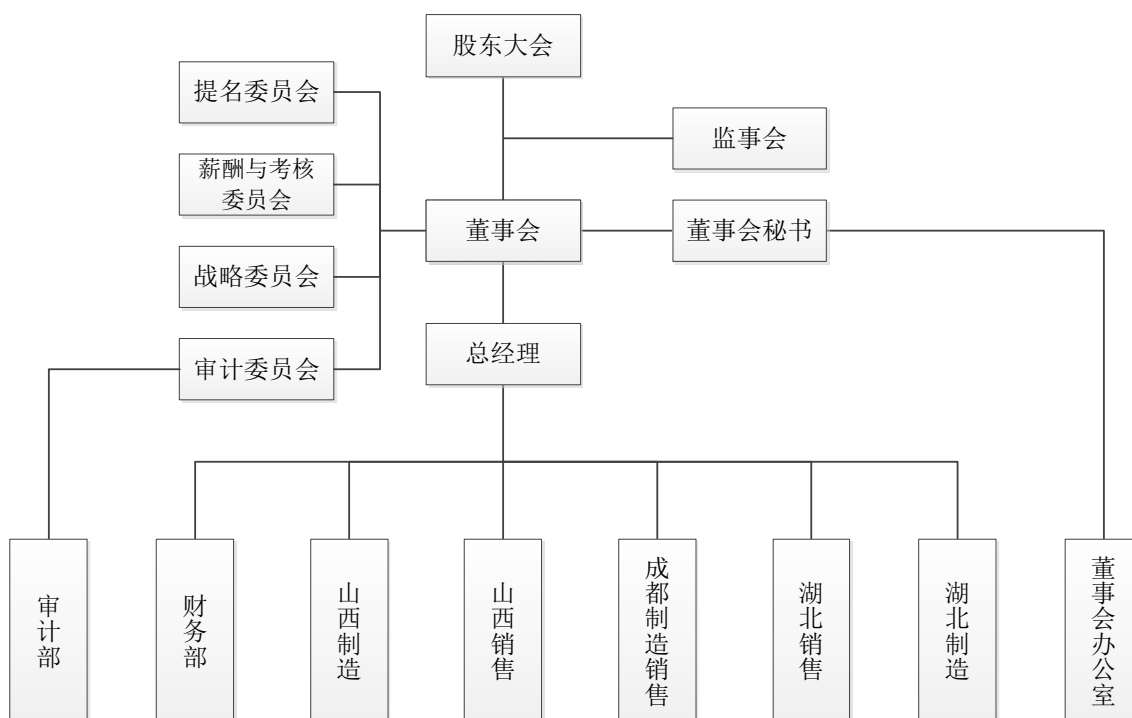 股东大会
提名委员会
监事会
薪酬与考核
委员会
董事会
董事会秘书
战略委员会
总经理
审计委员会
审计部
财务部
山西制造
山西销售
成都制造销售
湖北销售
湖北制造
董事会办公室